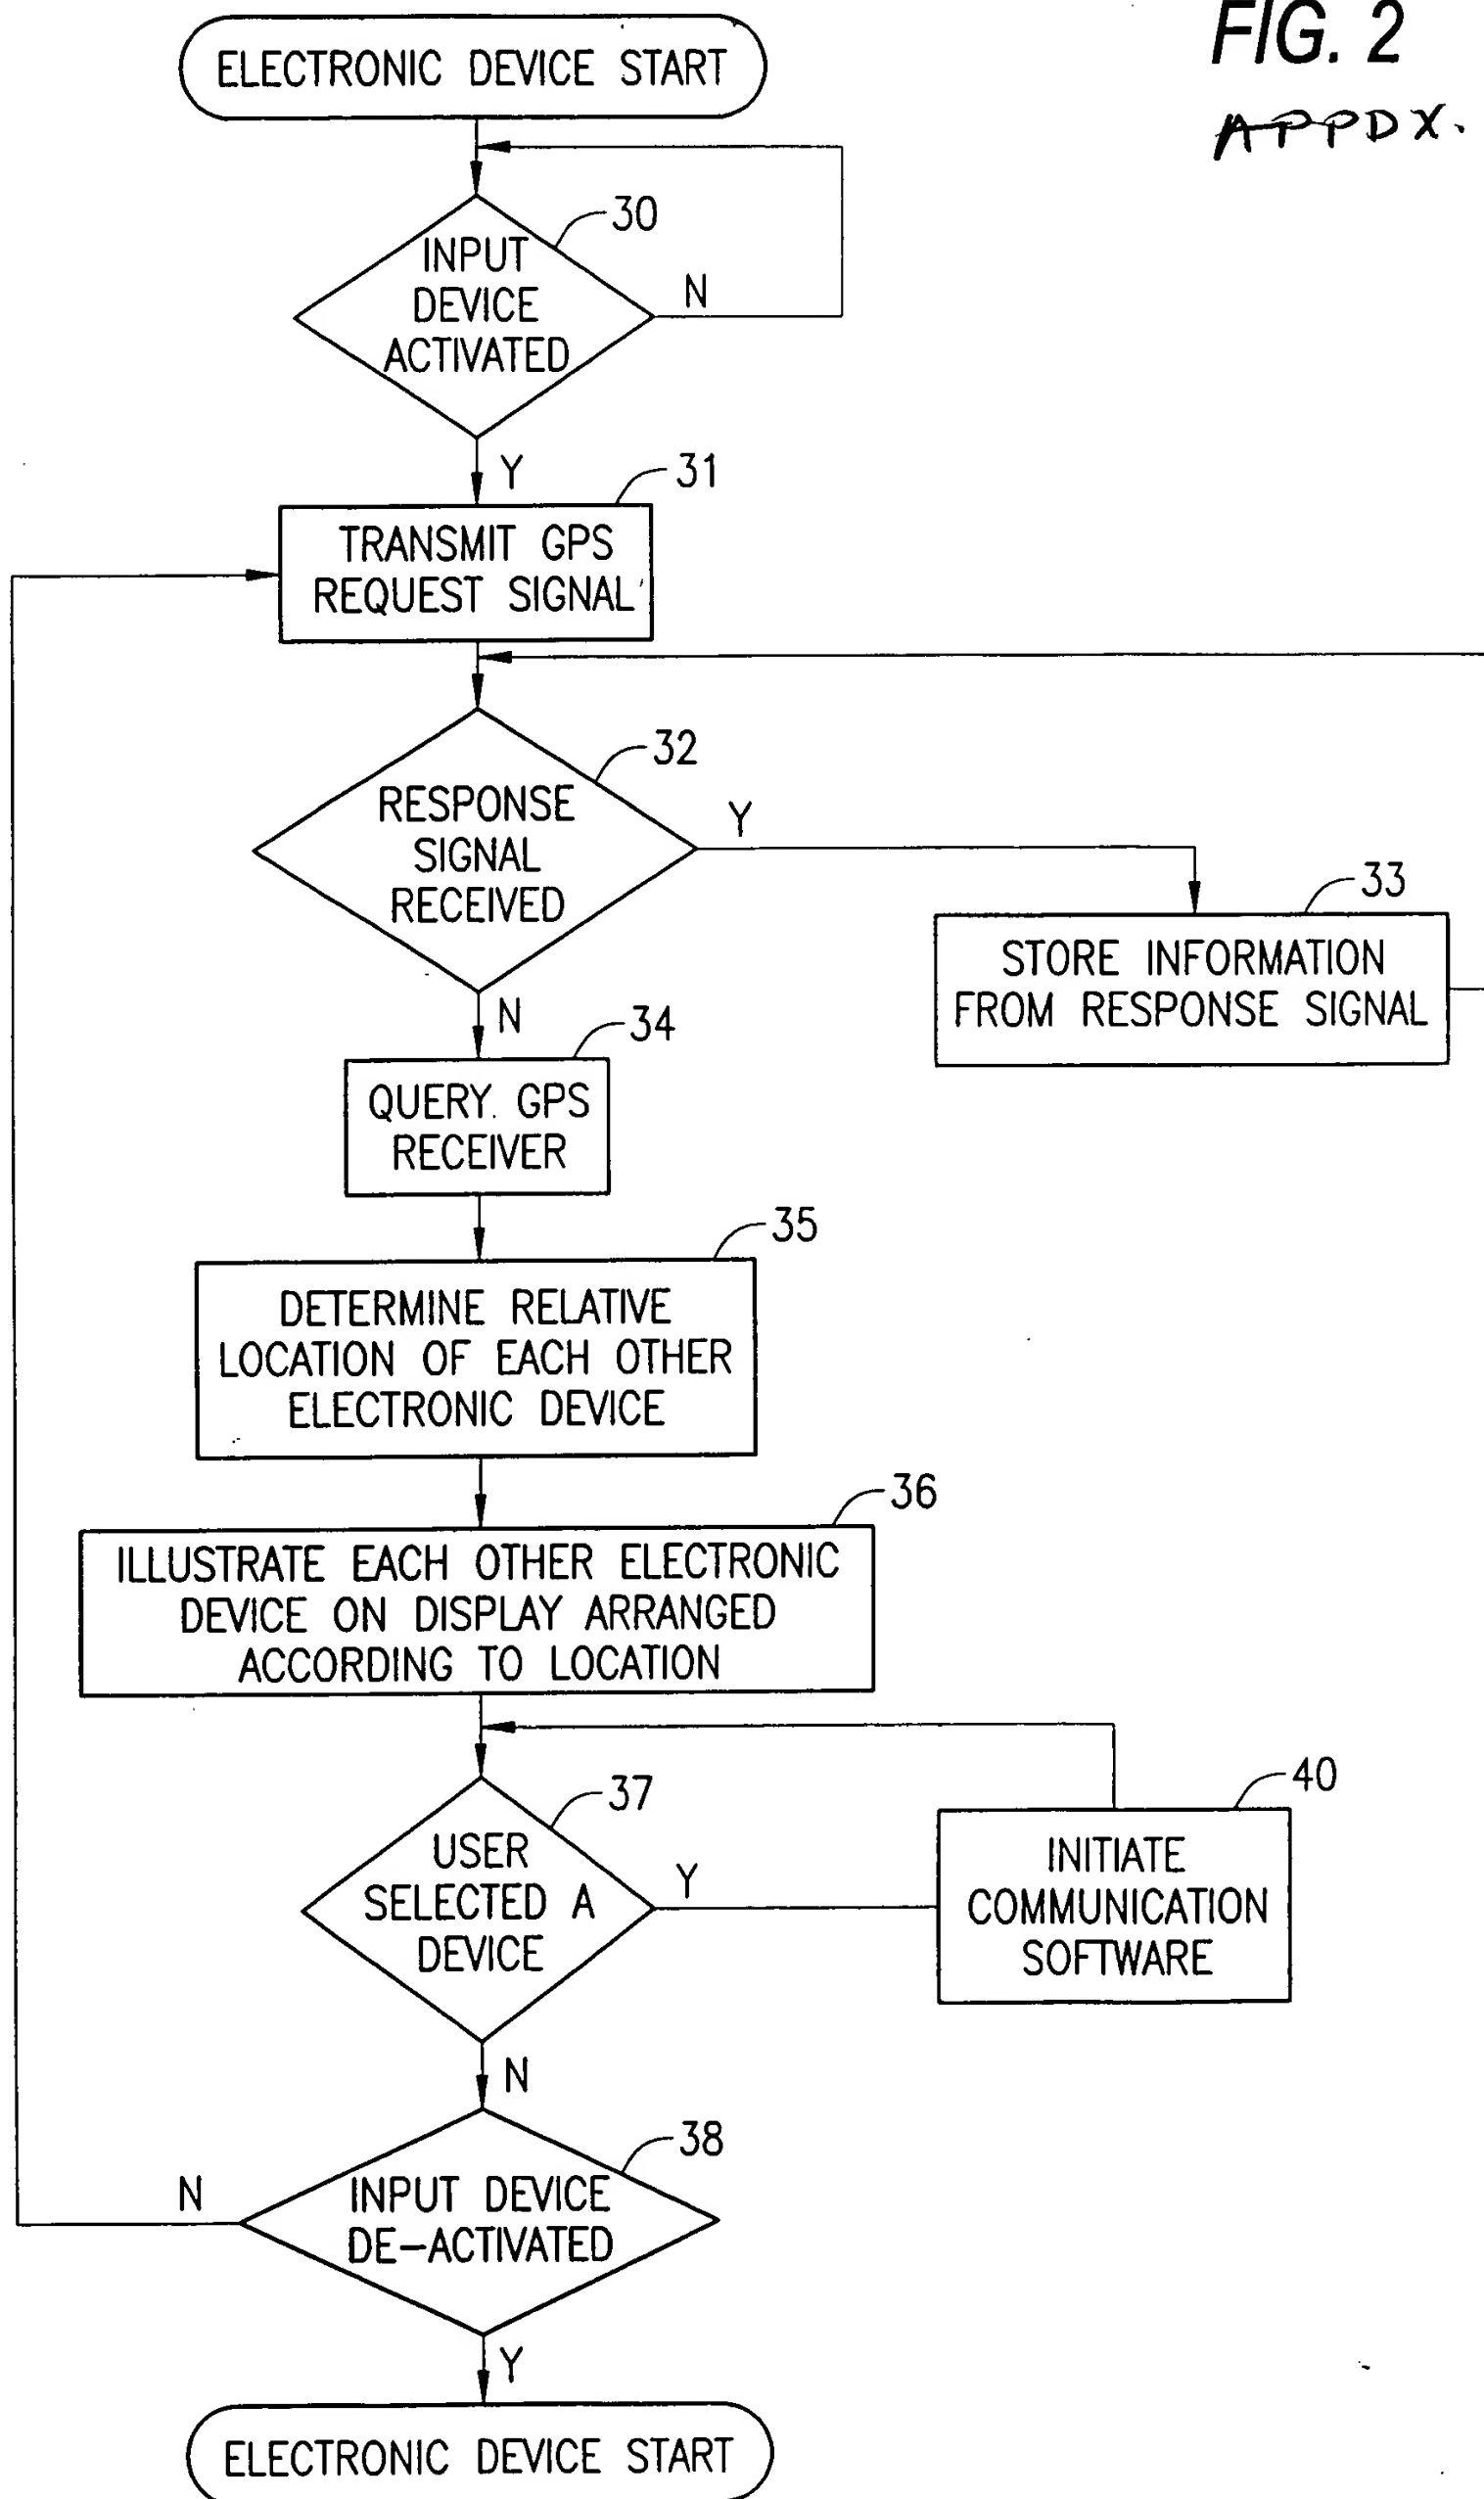 FIG. 2
APPDX.
ELECTRONIC DEVICE START
30
INPUT
DEVICE
ACTIVATED
N
Y
31
TRANSMIT GPS
REQUEST SIGNAL
32
RESPONSE
SIGNAL
RECEIVED
Y
33
STORE INFORMATION
FROM RESPONSE SIGNAL
N
34
QUERY GPS
RECEIVER
35
DETERMINE RELATIVE
LOCATION OF EACH OTHER
ELECTRONIC DEVICE
36
ILLUSTRATE EACH OTHER ELECTRONIC
DEVICE ON DISPLAY ARRANGED
ACCORDING TO LOCATION
37
USER
SELECTED A
DEVICE
Y
40
INITIATE
COMMUNICATION
SOFTWARE
N
38
INPUT DEVICE
DE-ACTIVATED
N
Y
ELECTRONIC DEVICE START